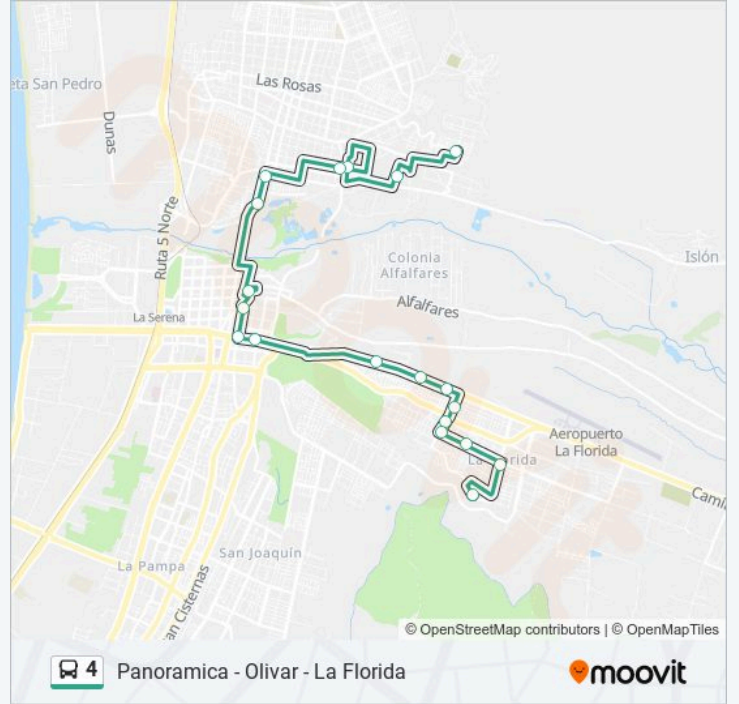 Las Rosas
eta San Pedro
Dunas
Ruta 5 Norte
Islón
Colonia
Alfalfares
Alfalfares
La Serena
Aeropuerto
La Florida
La
rida
Cami
San Joaquín
La Pampa
an Cisternas
© OpenStreetMap contributors | © OpenMapTiles
4
Panoramica - Olivar - La Florida
moovit